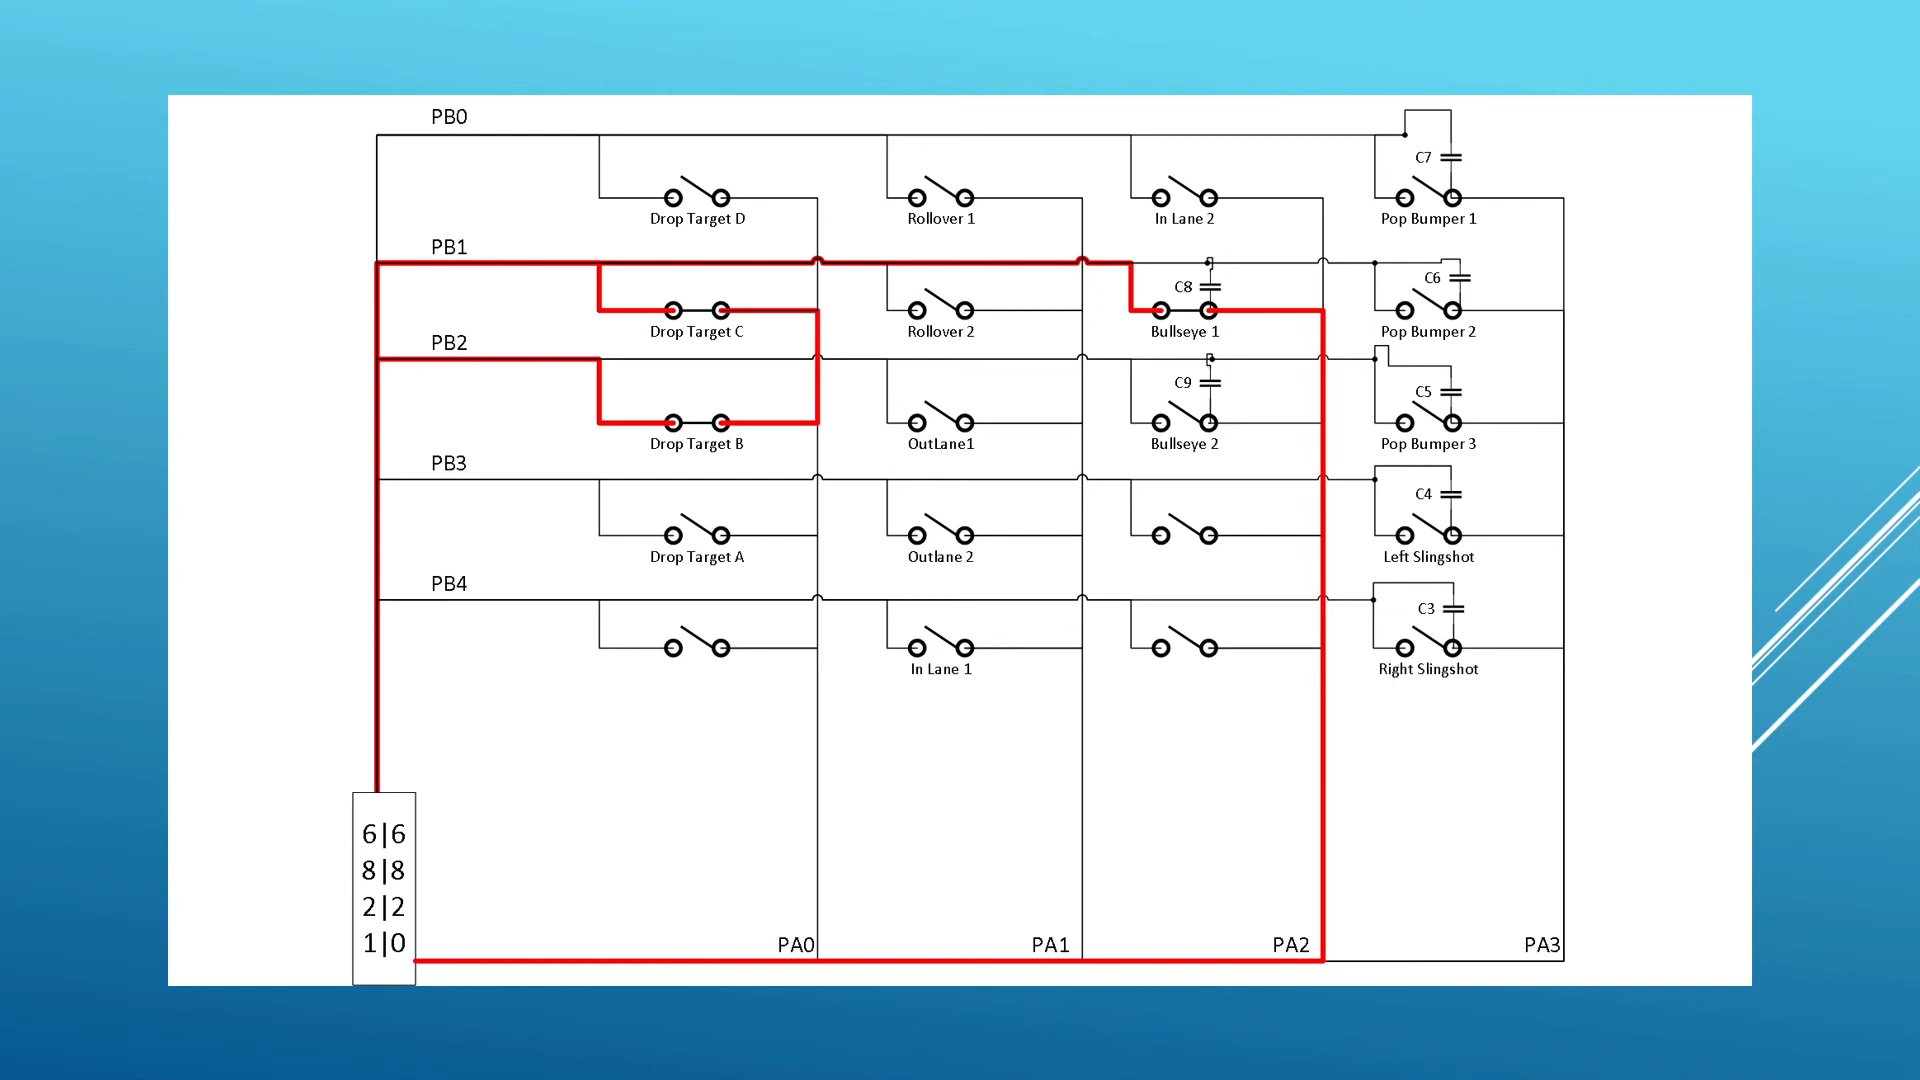 PB0
C7
Drop Target D
Rollover 1
In Lane 2
Pop Bumper 1
PB1
C8
C6
Drop Target C
Rollover 2
Bullseye 1
Pop Bumper 2
PB2
C9
C5
Drop Target B
OutLane1
Bullseye 2
Pop Bumper 3
PB3
C4
Drop Target A
Outlane 2
Left Slingshot
PB4
C3
In Lane 1
Right Slingshot
6|6
8|8
2|2
1|0
PA0
PA1
PA2
PA3